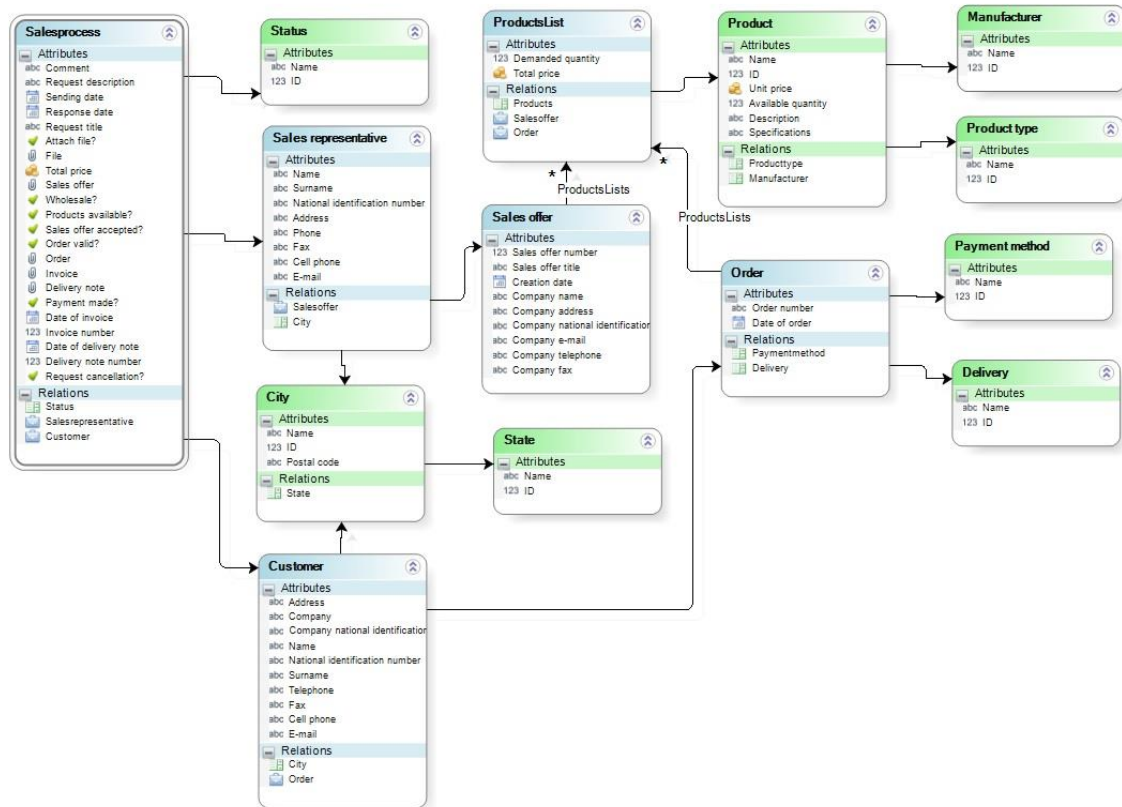 Salesprocess
Attributes
abc Comment
abc Request description
Sending date
Response date
abc Request title
Attach file?
File
Total price
Sales offer
Wholesale?
Products available?
Sales offer accepted?
Order valid?
Order
Invoice
Delivery note
Payment made?
Date of invoice
123 Invoice number
Date of delivery note
123 Delivery note number
Request cancellation?
Relations
Status
Salesrepresentative
Customer
Status
Attributes
abc Name
123 ID
Sales representative
Attributes
abc Name
abc Surname
abc National identification number
abc Address
abc Phone
abc Fax
abc Cell phone
abc E-mail
Relations
Salesoffer
City
City
Attributes
abc Name
123 ID
abc Postal code
Relations
State
Customer
Attributes
abc Address
abc Company
abc Company national identification
abc Name
abc National identification number
abc Surname
abc Telephone
abc Fax
abc Cell phone
abc E-mail
Relations
City
Order
ProductsList
Attributes
123 Demanded quantity
Total price
Relations
Products
Salesoffer
Order
*
ProductsLists
*
ProductsLists
Sales offer
Attributes
123 Sales offer number
abc Sales offer title
Creation date
abc Company name
abc Company address
abc Company national identification
abc Company e-mail
abc Company telephone
abc Company fax
State
Attributes
abc Name
123 ID
Product
Attributes
abc Name
123 ID
Unit price
123 Available quantity
abc Description
abc Specifications
Relations
Producttype
Manufacturer
Order
Attributes
abc Order number
Date of order
Relations
Paymentmethod
Delivery
Manufacturer
Attributes
abc Name
123 ID
Product type
Attributes
abc Name
123 ID
Payment method
Attributes
abc Name
123 ID
Delivery
Attributes
abc Name
123 ID